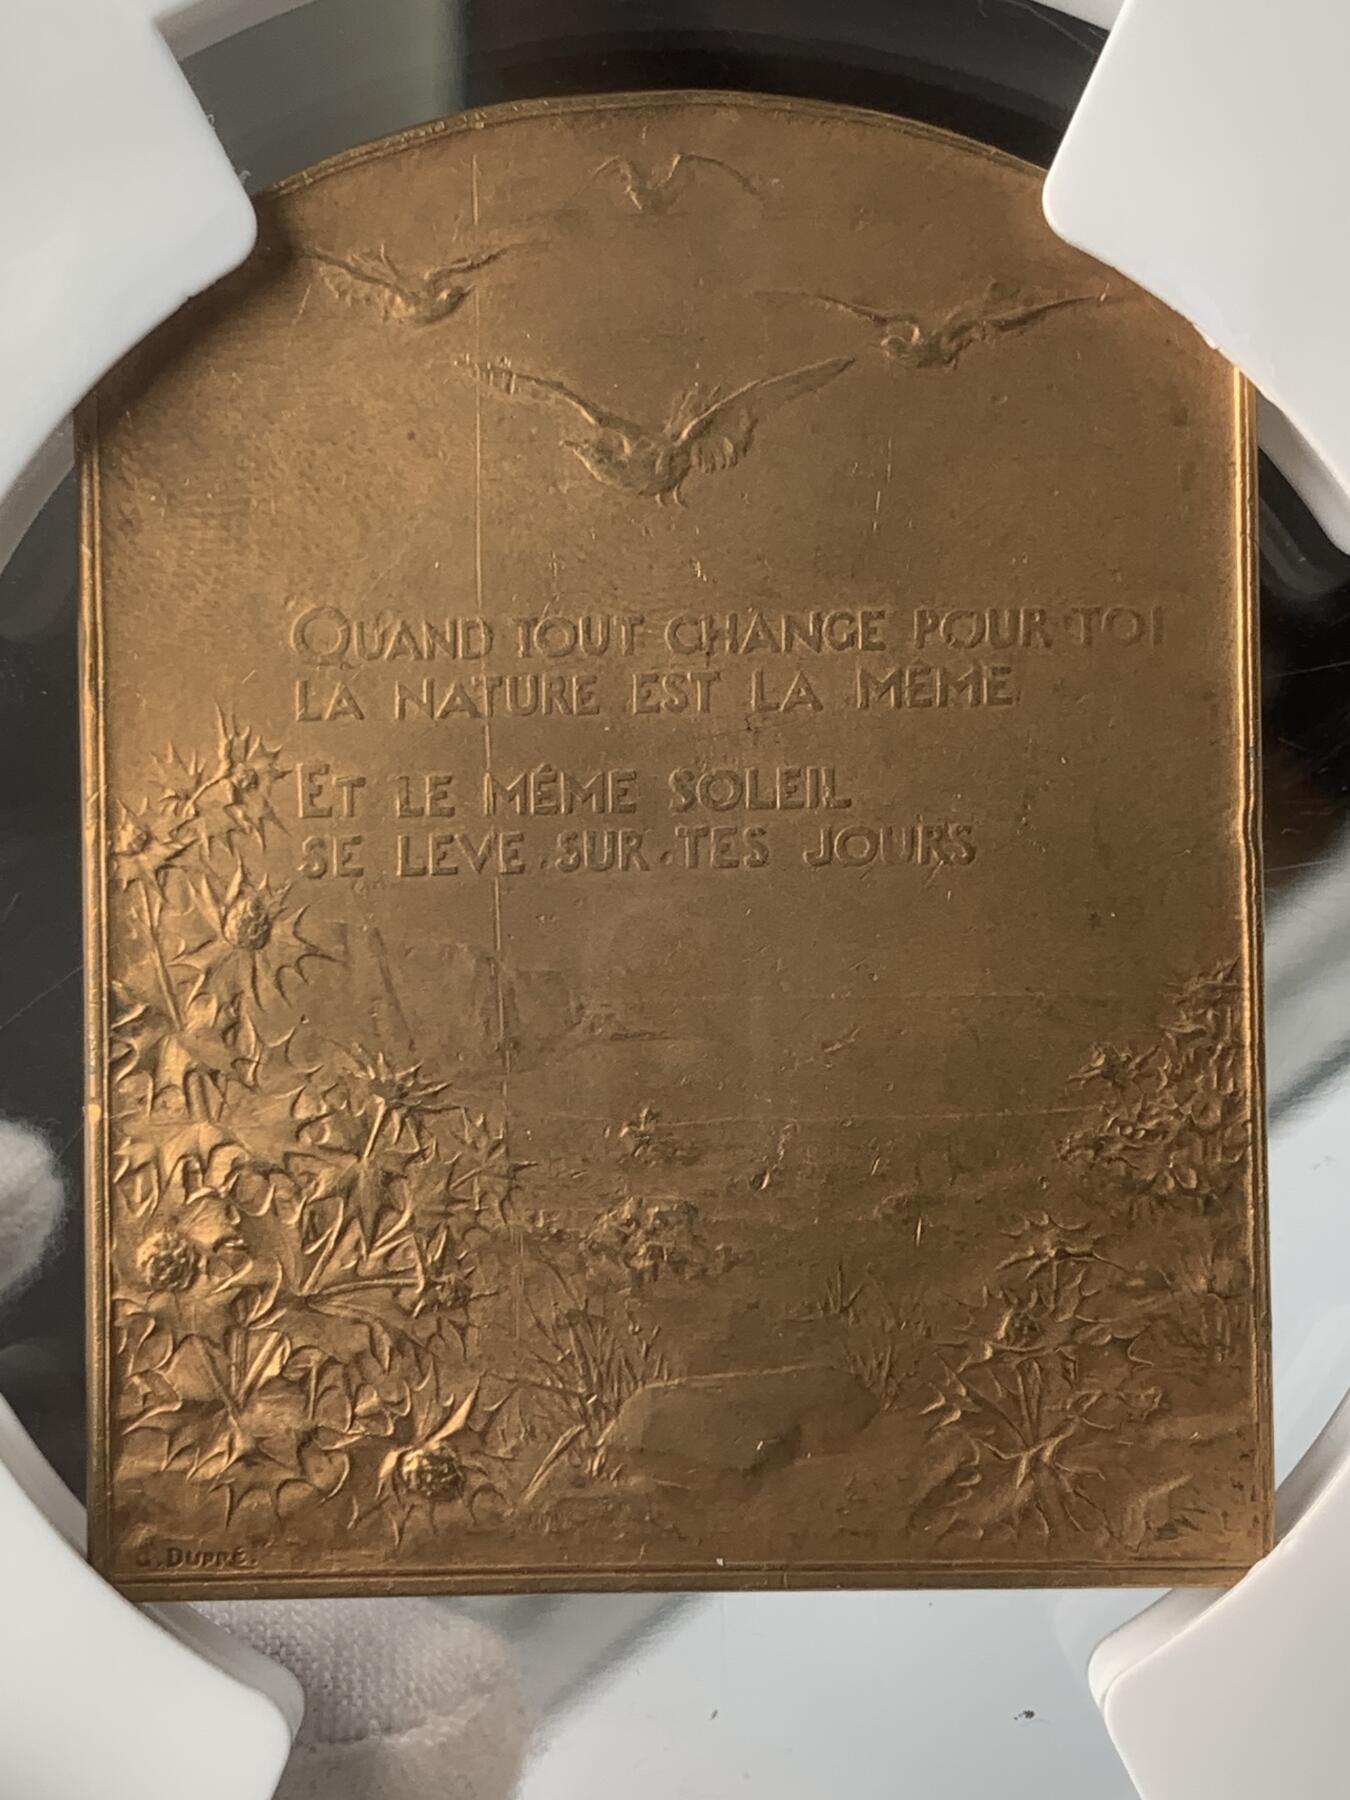 QUAND TOUT CHANGE POUR TOI
LA NATURE EST LA MÊME
ET LE MÊME SOLEIL
SE LEVE . SUR . TES JOURS
G. DUPRÉ.